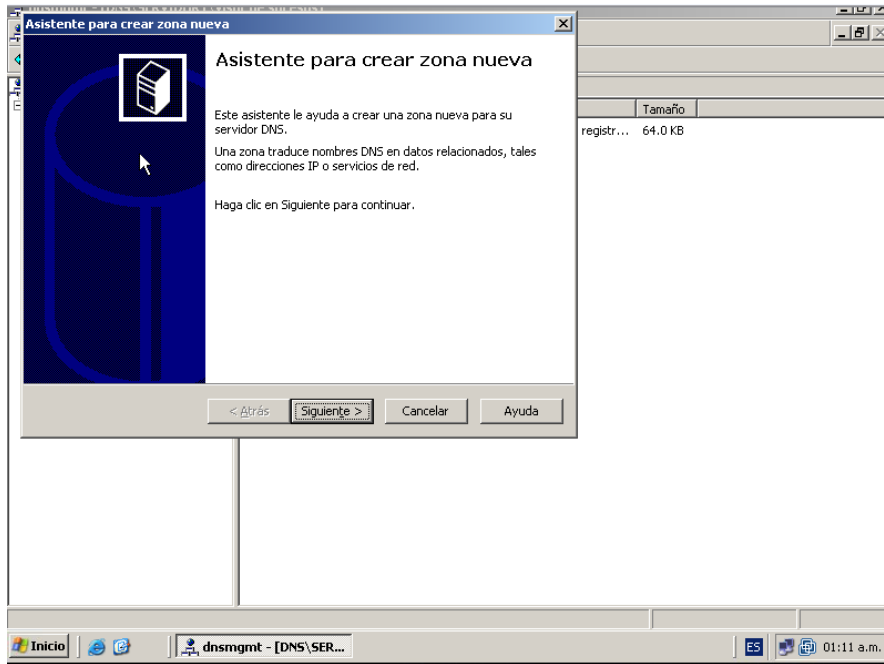 Asistente para crear zona nueva
Asistente para crear zona nueva
Este asistente le ayuda a crear una zona nueva para su
servidor DNS.
Una zona traduce nombres DNS en datos relacionados, tales
como direcciones IP o servicios de red.
Haga clic en Siguiente para continuar.
< Atrás
Siguiente >
Cancelar
Ayuda
Tamaño
registr... 64.0 KB
Inicio
dnsmgmt - [DNS\SER...
ES
01:11 a.m.